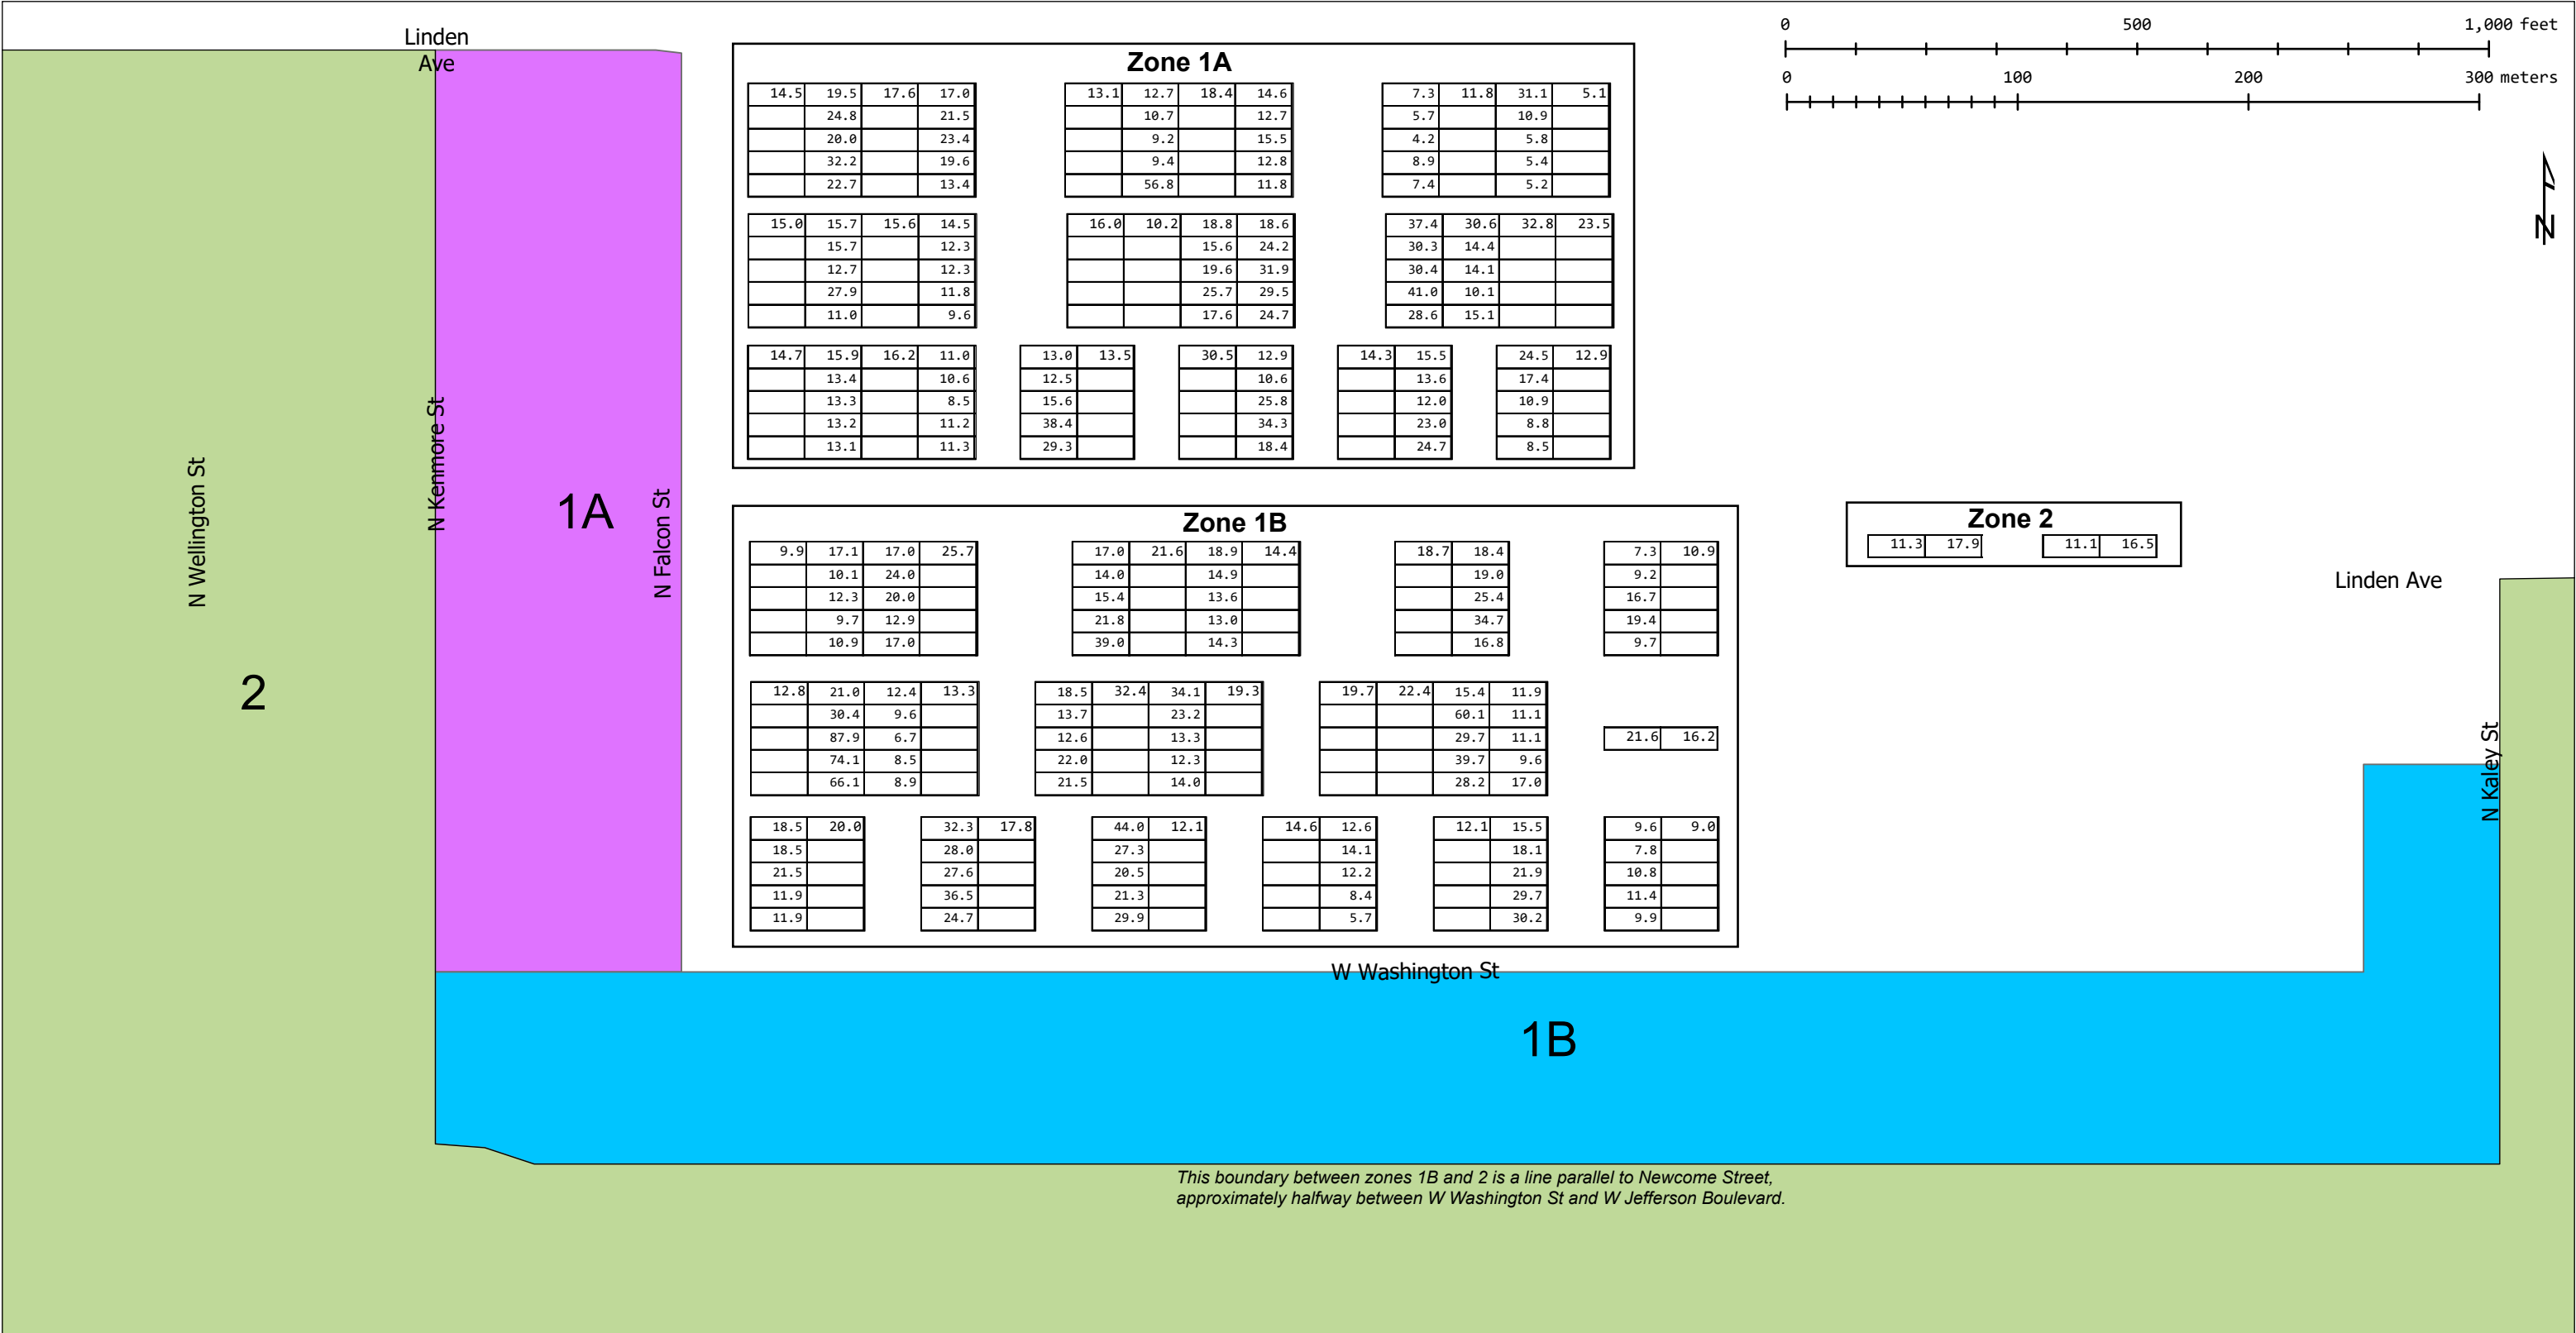 Linden
Ave
0 500 1,000 feet
0 100 200 300 meters
N
Zone 1A
14.5 19.5 17.6 17.0 13.1 12.7 18.4 14.6 7.3 11.8 31.1 5.1
24.8 21.5 10.7 12.7 5.7 10.9
20.0 23.4 9.2 15.5 4.2 5.8
32.2 19.6 9.4 12.8 8.9 5.4
22.7 13.4 56.8 11.8 7.4 5.2
15.0 15.7 15.6 14.5 16.0 10.2 18.8 18.6 37.4 30.6 32.8 23.5
15.7 12.3 15.6 24.2 30.3 14.4
12.7 12.3 19.6 31.9 30.4 14.1
27.9 11.8 25.7 29.5 41.0 10.1
11.0 9.6 17.6 24.7 28.6 15.1
14.7 15.9 16.2 11.0 13.0 13.5 30.5 12.9 14.3 15.5 24.5 12.9
13.4 10.6 12.5 10.6 13.6 17.4
13.3 8.5 15.6 25.8 12.0 10.9
13.2 11.2 38.4 34.3 23.0 8.8
13.1 11.3 29.3 18.4 24.7 8.5
N Wellington St
N Kenmore St
1A
N Falcon St
2
Zone 1B
9.9 17.1 17.0 25.7 17.0 21.6 18.9 14.4 18.7 18.4 7.3 10.9
10.1 24.0 14.0 14.9 19.0 9.2
12.3 20.0 15.4 13.6 25.4 16.7
9.7 12.9 21.8 13.0 34.7 19.4
10.9 17.0 39.0 14.3 16.8 9.7
12.8 21.0 12.4 13.3 18.5 32.4 34.1 19.3 19.7 22.4 15.4 11.9
30.4 9.6 13.7 23.2 60.1 11.1
87.9 6.7 12.6 13.3 29.7 11.1 21.6 16.2
74.1 8.5 22.0 12.3 39.7 9.6
66.1 8.9 21.5 14.0 28.2 17.0
18.5 20.0 32.3 17.8 44.0 12.1 14.6 12.6 12.1 15.5 9.6 9.0
18.5 28.0 27.3 14.1 18.1 7.8
21.5 27.6 20.5 12.2 21.9 10.8
11.9 36.5 21.3 8.4 29.7 11.4
11.9 24.7 29.9 5.7 30.2 9.9
Zone 2
11.3 17.9 11.1 16.5
Linden Ave
N Kaley St
W Washington St
1B
This boundary between zones 1B and 2 is a line parallel to Newcome Street,
approximately halfway between W Washington St and W Jefferson Boulevard.